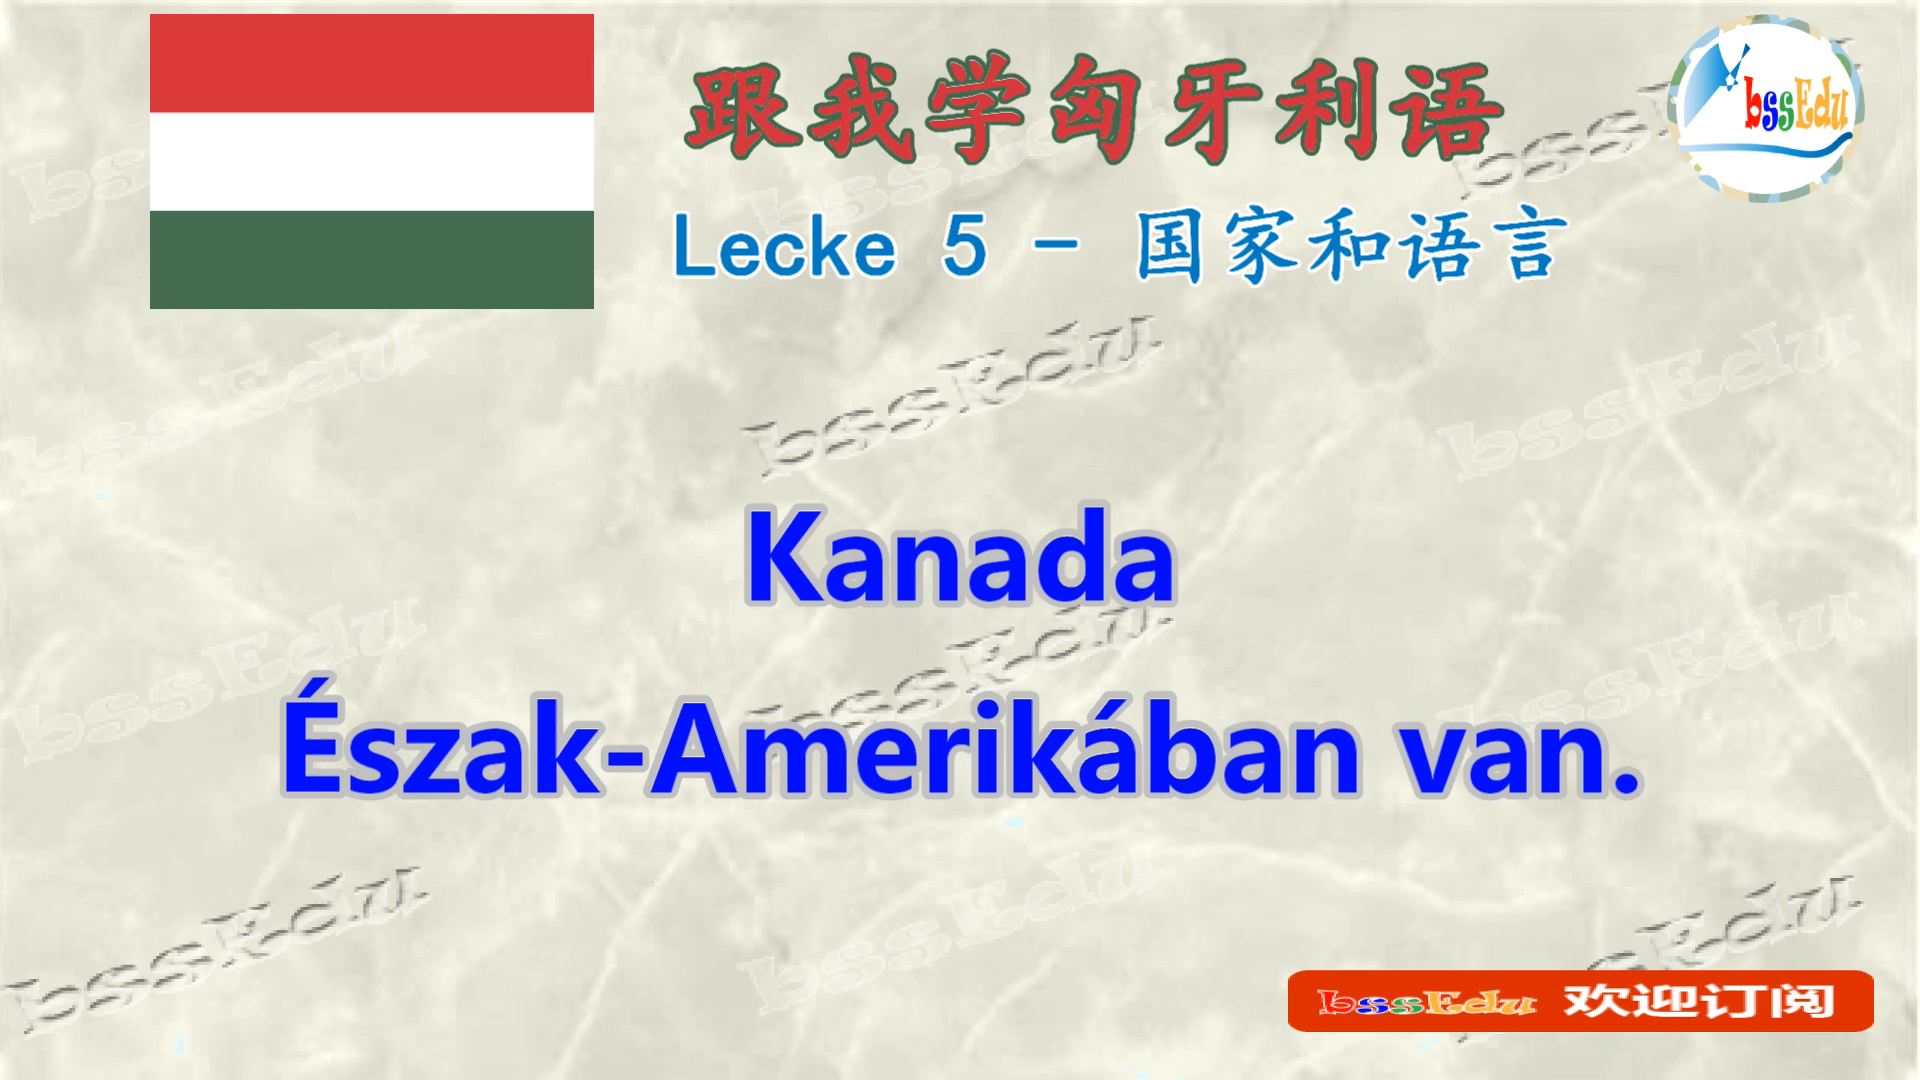 跟我学匈牙利语
bssEdu
Lecke 5 - 国家和语言
Kanada
Észak-Amerikában van.
bssEdu 欢迎订阅